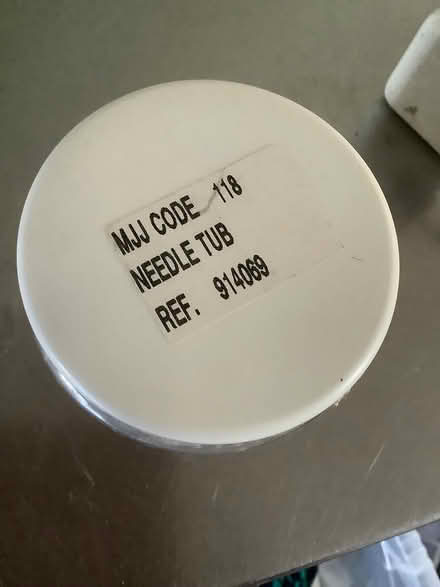 MJJ CODE 118
NEEDLE TUB
REF. 914069